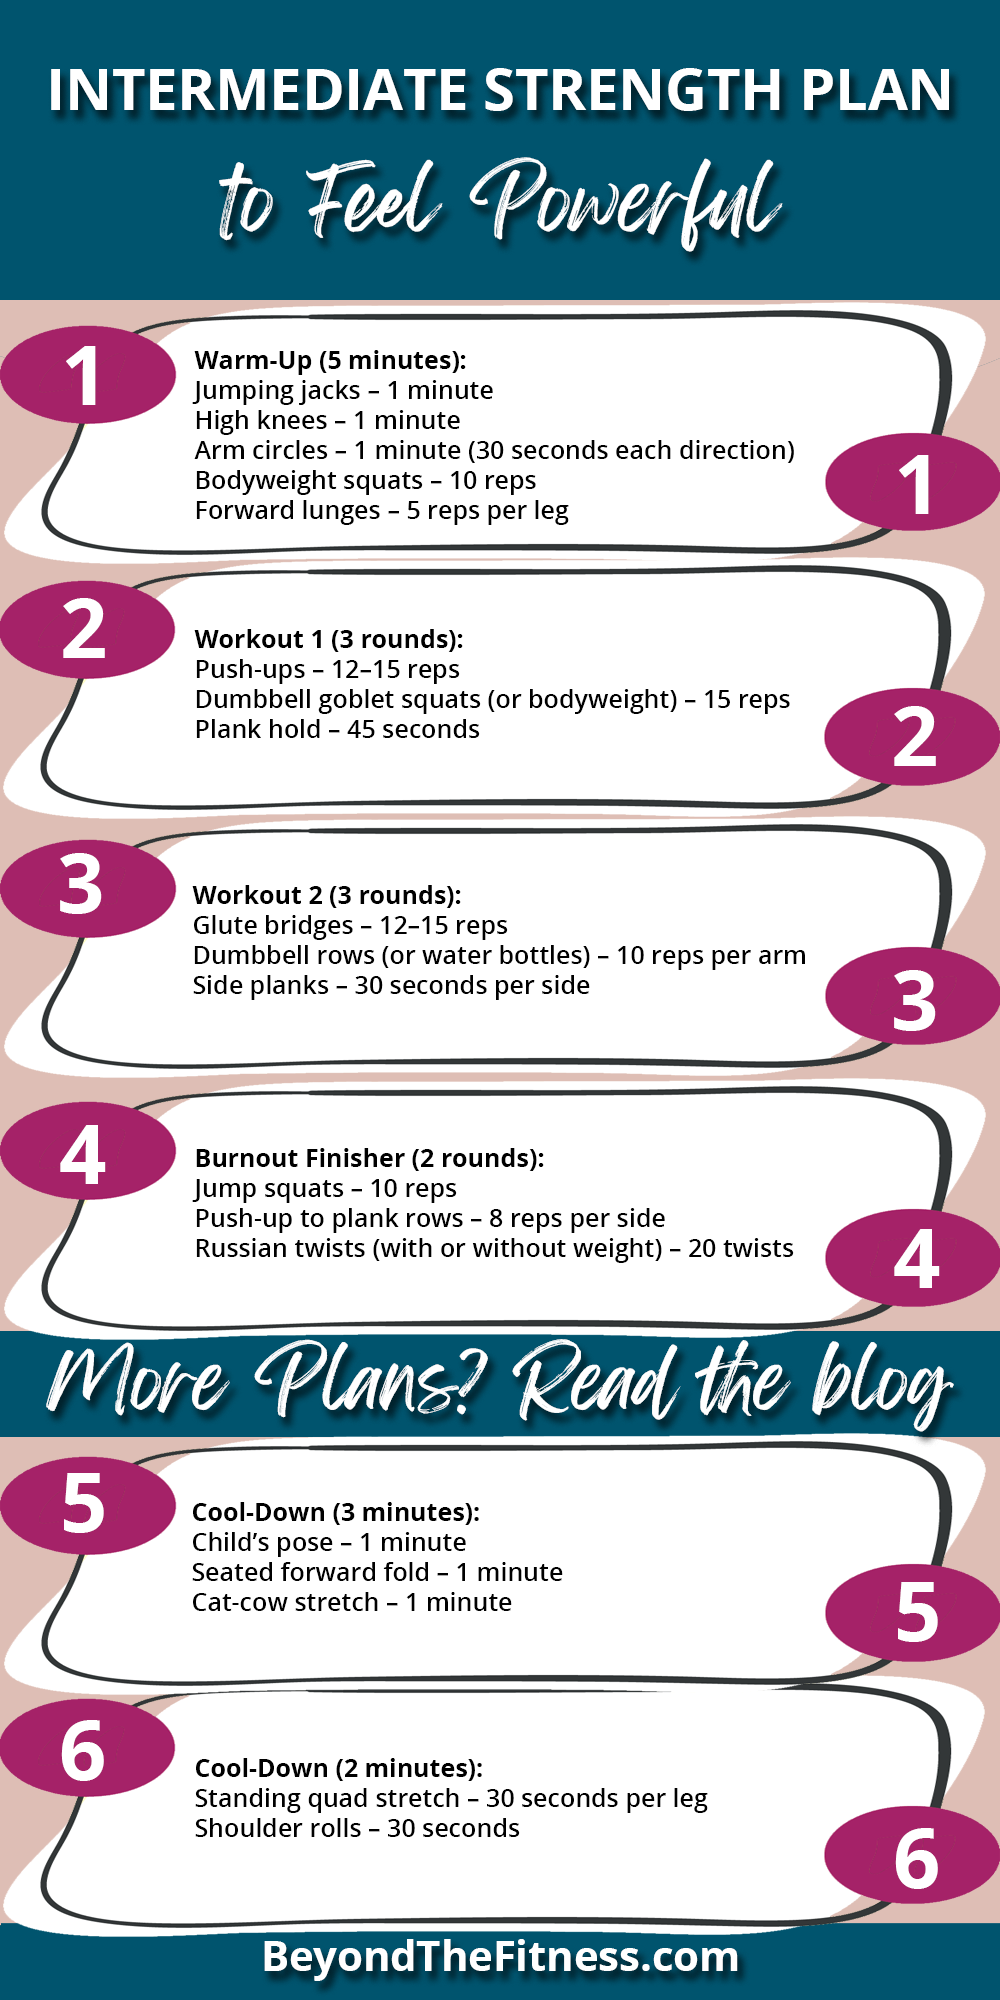 INTERMEDIATE STRENGTH PLAN
to Feel Powerful
1
Warm-Up (5 minutes):
Jumping jacks – 1 minute
High knees – 1 minute
Arm circles – 1 minute (30 seconds each direction)
Bodyweight squats – 10 reps
Forward lunges – 5 reps per leg
1
2
Workout 1 (3 rounds):
Push-ups – 12–15 reps
Dumbbell goblet squats (or bodyweight) – 15 reps
Plank hold – 45 seconds
2
3
Workout 2 (3 rounds):
Glute bridges – 12–15 reps
Dumbbell rows (or water bottles) – 10 reps per arm
Side planks – 30 seconds per side
3
4
Burnout Finisher (2 rounds):
Jump squats – 10 reps
Push-up to plank rows – 8 reps per side
Russian twists (with or without weight) – 20 twists
4
More Plans? Read the blog
5
Cool-Down (3 minutes):
Child’s pose – 1 minute
Seated forward fold – 1 minute
Cat-cow stretch – 1 minute
5
6
Cool-Down (2 minutes):
Standing quad stretch – 30 seconds per leg
Shoulder rolls – 30 seconds
6
BeyondTheFitness.com